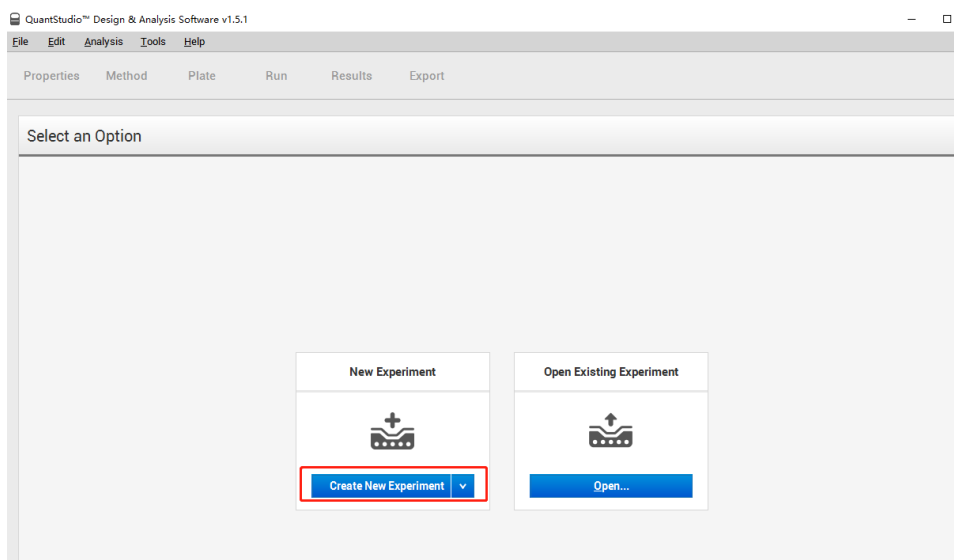 QuantStudio™ Design & Analysis Software v1.5.1
File Edit Analysis Tools Help
Properties Method Plate Run Results Export
Select an Option
New Experiment Open Existing Experiment
Create New Experiment Open...